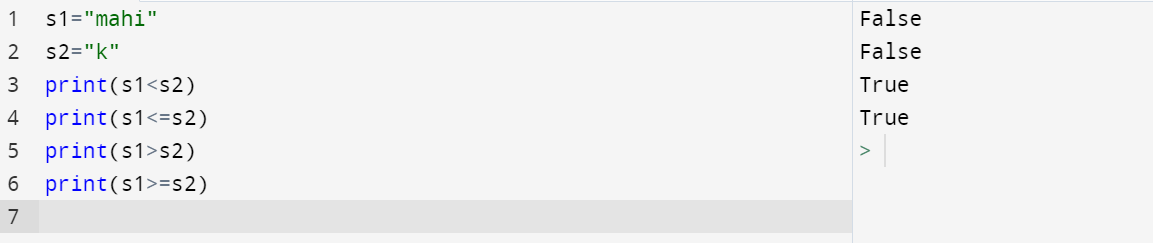 1 s1="mahi"
2 s2="k"
3 print(s1<s2)
4 print(s1<=s2)
5 print(s1>s2)
6 print(s1>=s2)
7
False
False
True
True
>